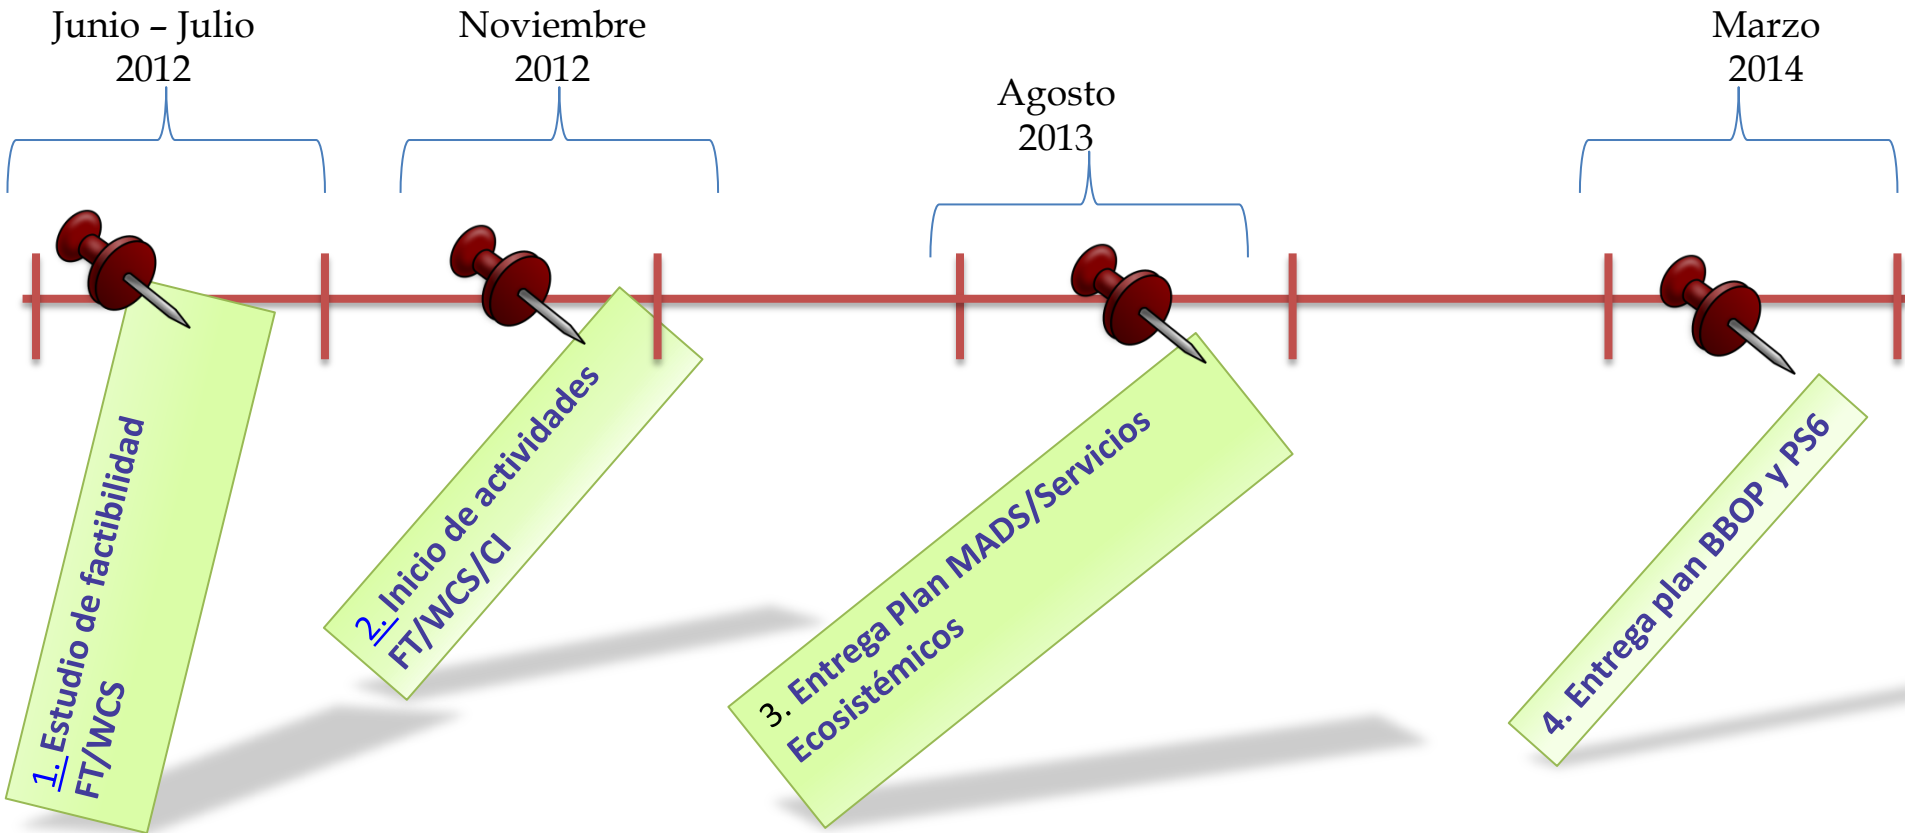 Junio – Julio
2012
Noviembre
2012
Agosto
2013
Marzo
2014
1. Estudio de factibilidad
FT/WCS
2. Inicio de actividades
FT/WCS/CI
3. Entrega Plan MADS/Servicios
Ecosistémicos
4. Entrega plan BBOP y PS6